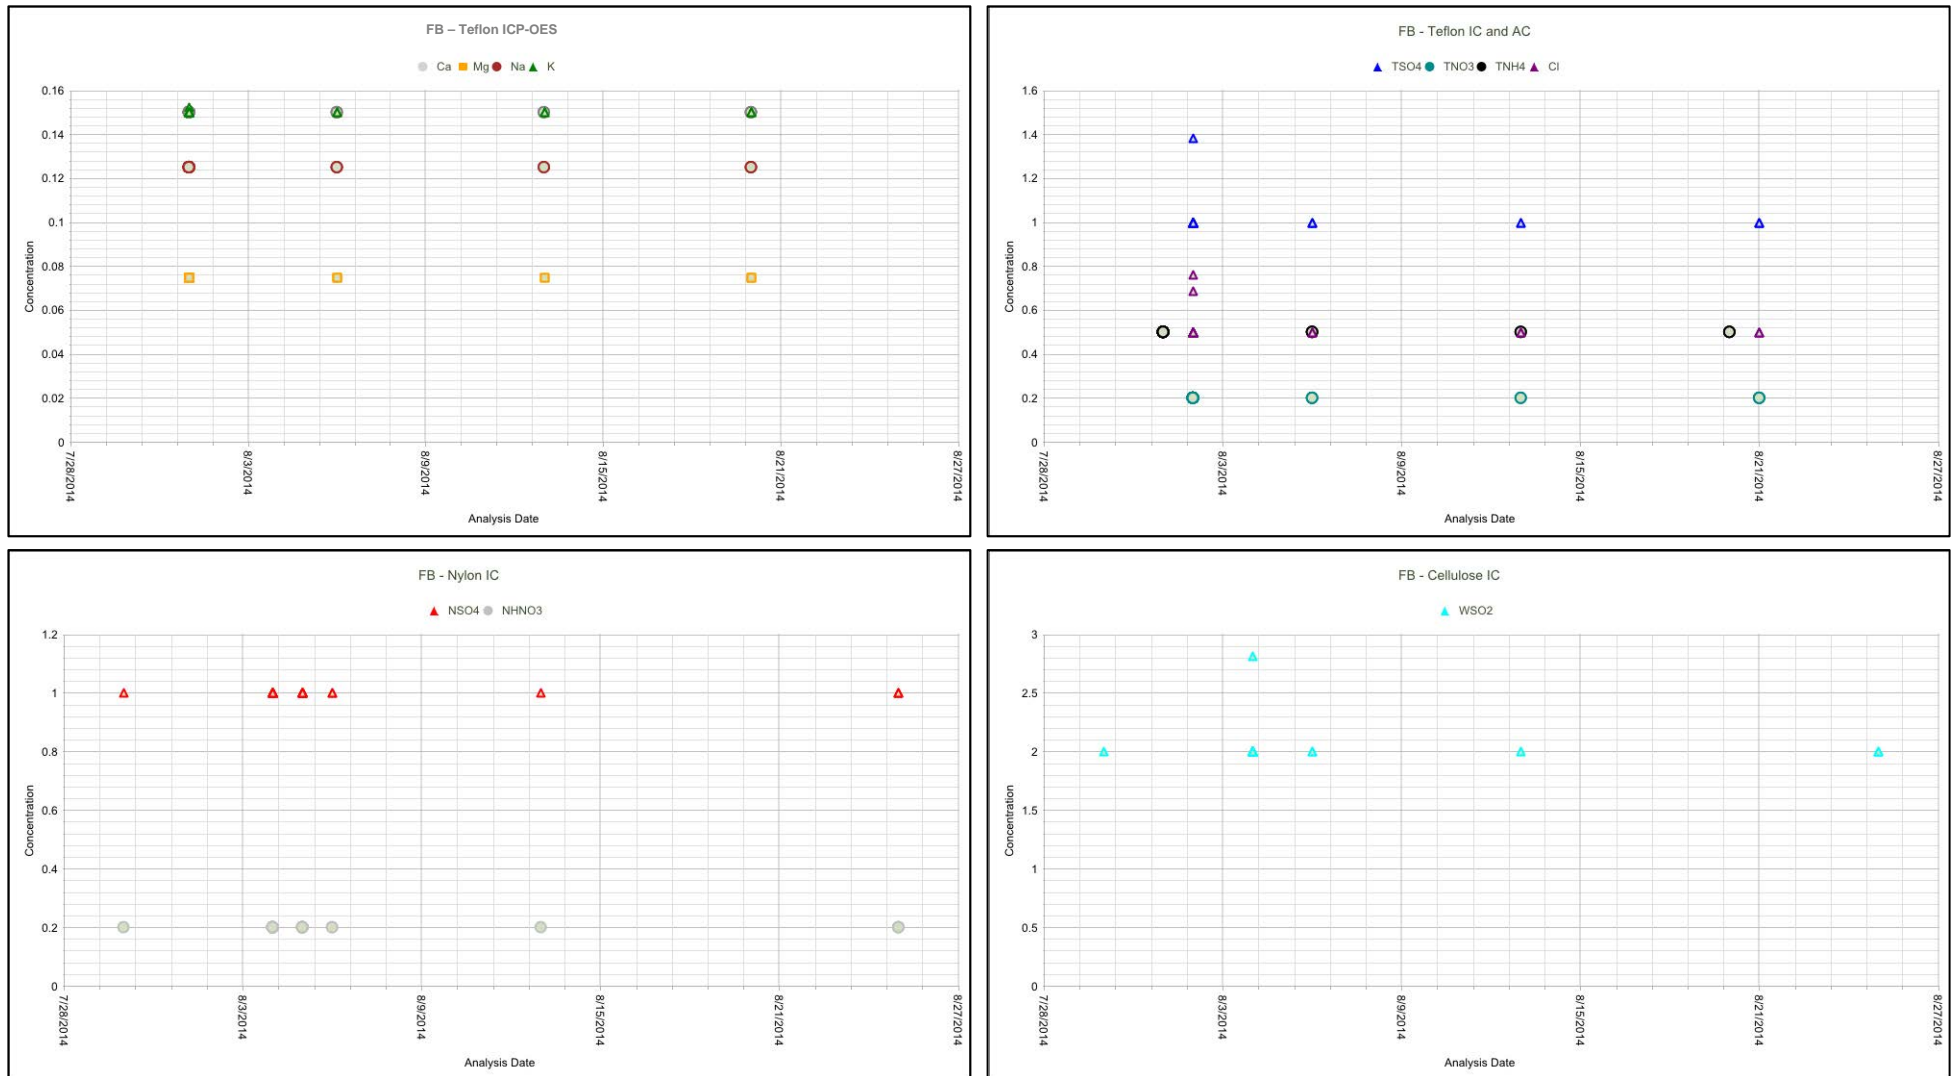 FB – Teflon ICP-OES
Ca Mg Na K
0.16
0.14
0.12
0.1
0.08
0.06
0.04
0.02
0
Concentration
7/28/2014 8/3/2014 8/9/2014 8/15/2014 8/21/2014 8/27/2014
Analysis Date
FB - Teflon IC and AC
TSO4 TNO3 TNH4 Cl
1.6
1.4
1.2
1
0.8
0.6
0.4
0.2
0
Concentration
7/28/2014 8/3/2014 8/9/2014 8/15/2014 8/21/2014 8/27/2014
Analysis Date
FB - Nylon IC
NSO4 NHNO3
1.2
1
0.8
0.6
0.4
0.2
0
Concentration
7/28/2014 8/3/2014 8/9/2014 8/15/2014 8/21/2014 8/27/2014
Analysis Date
FB - Cellulose IC
WSO2
3
2.5
2
1.5
1
0.5
0
Concentration
7/28/2014 8/3/2014 8/9/2014 8/15/2014 8/21/2014 8/27/2014
Analysis Date